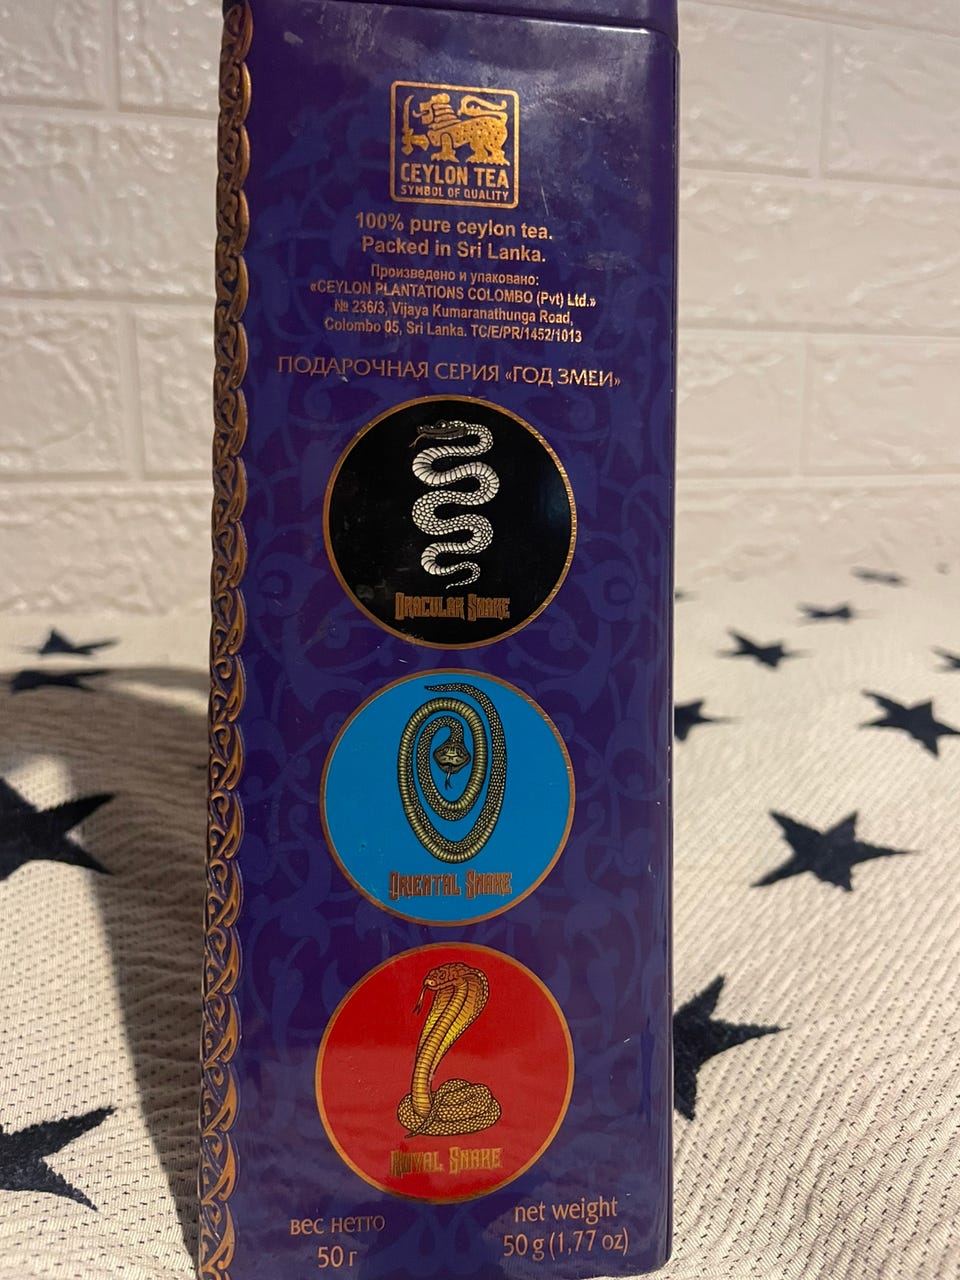 CEYLON TEA
SYMBOL OF QUALITY
100% pure ceylon tea.
Packed in Sri Lanka.
Произведено и упаковано:
«CEYLON PLANTATIONS COLOMBO (Pvt) Ltd.»
№ 236/3, Vijaya Kumaranathunga Road,
Colombo 05, Sri Lanka. TC/E/PR/1452/1013
ПОДАРОЧНАЯ СЕРИЯ «ГОД ЗМЕИ»
ORACULAR SNAKE
ORIENTAL SNAKE
ROYAL SNAKE
вес нетто
50 г
net weight
50 g (1,77 oz)